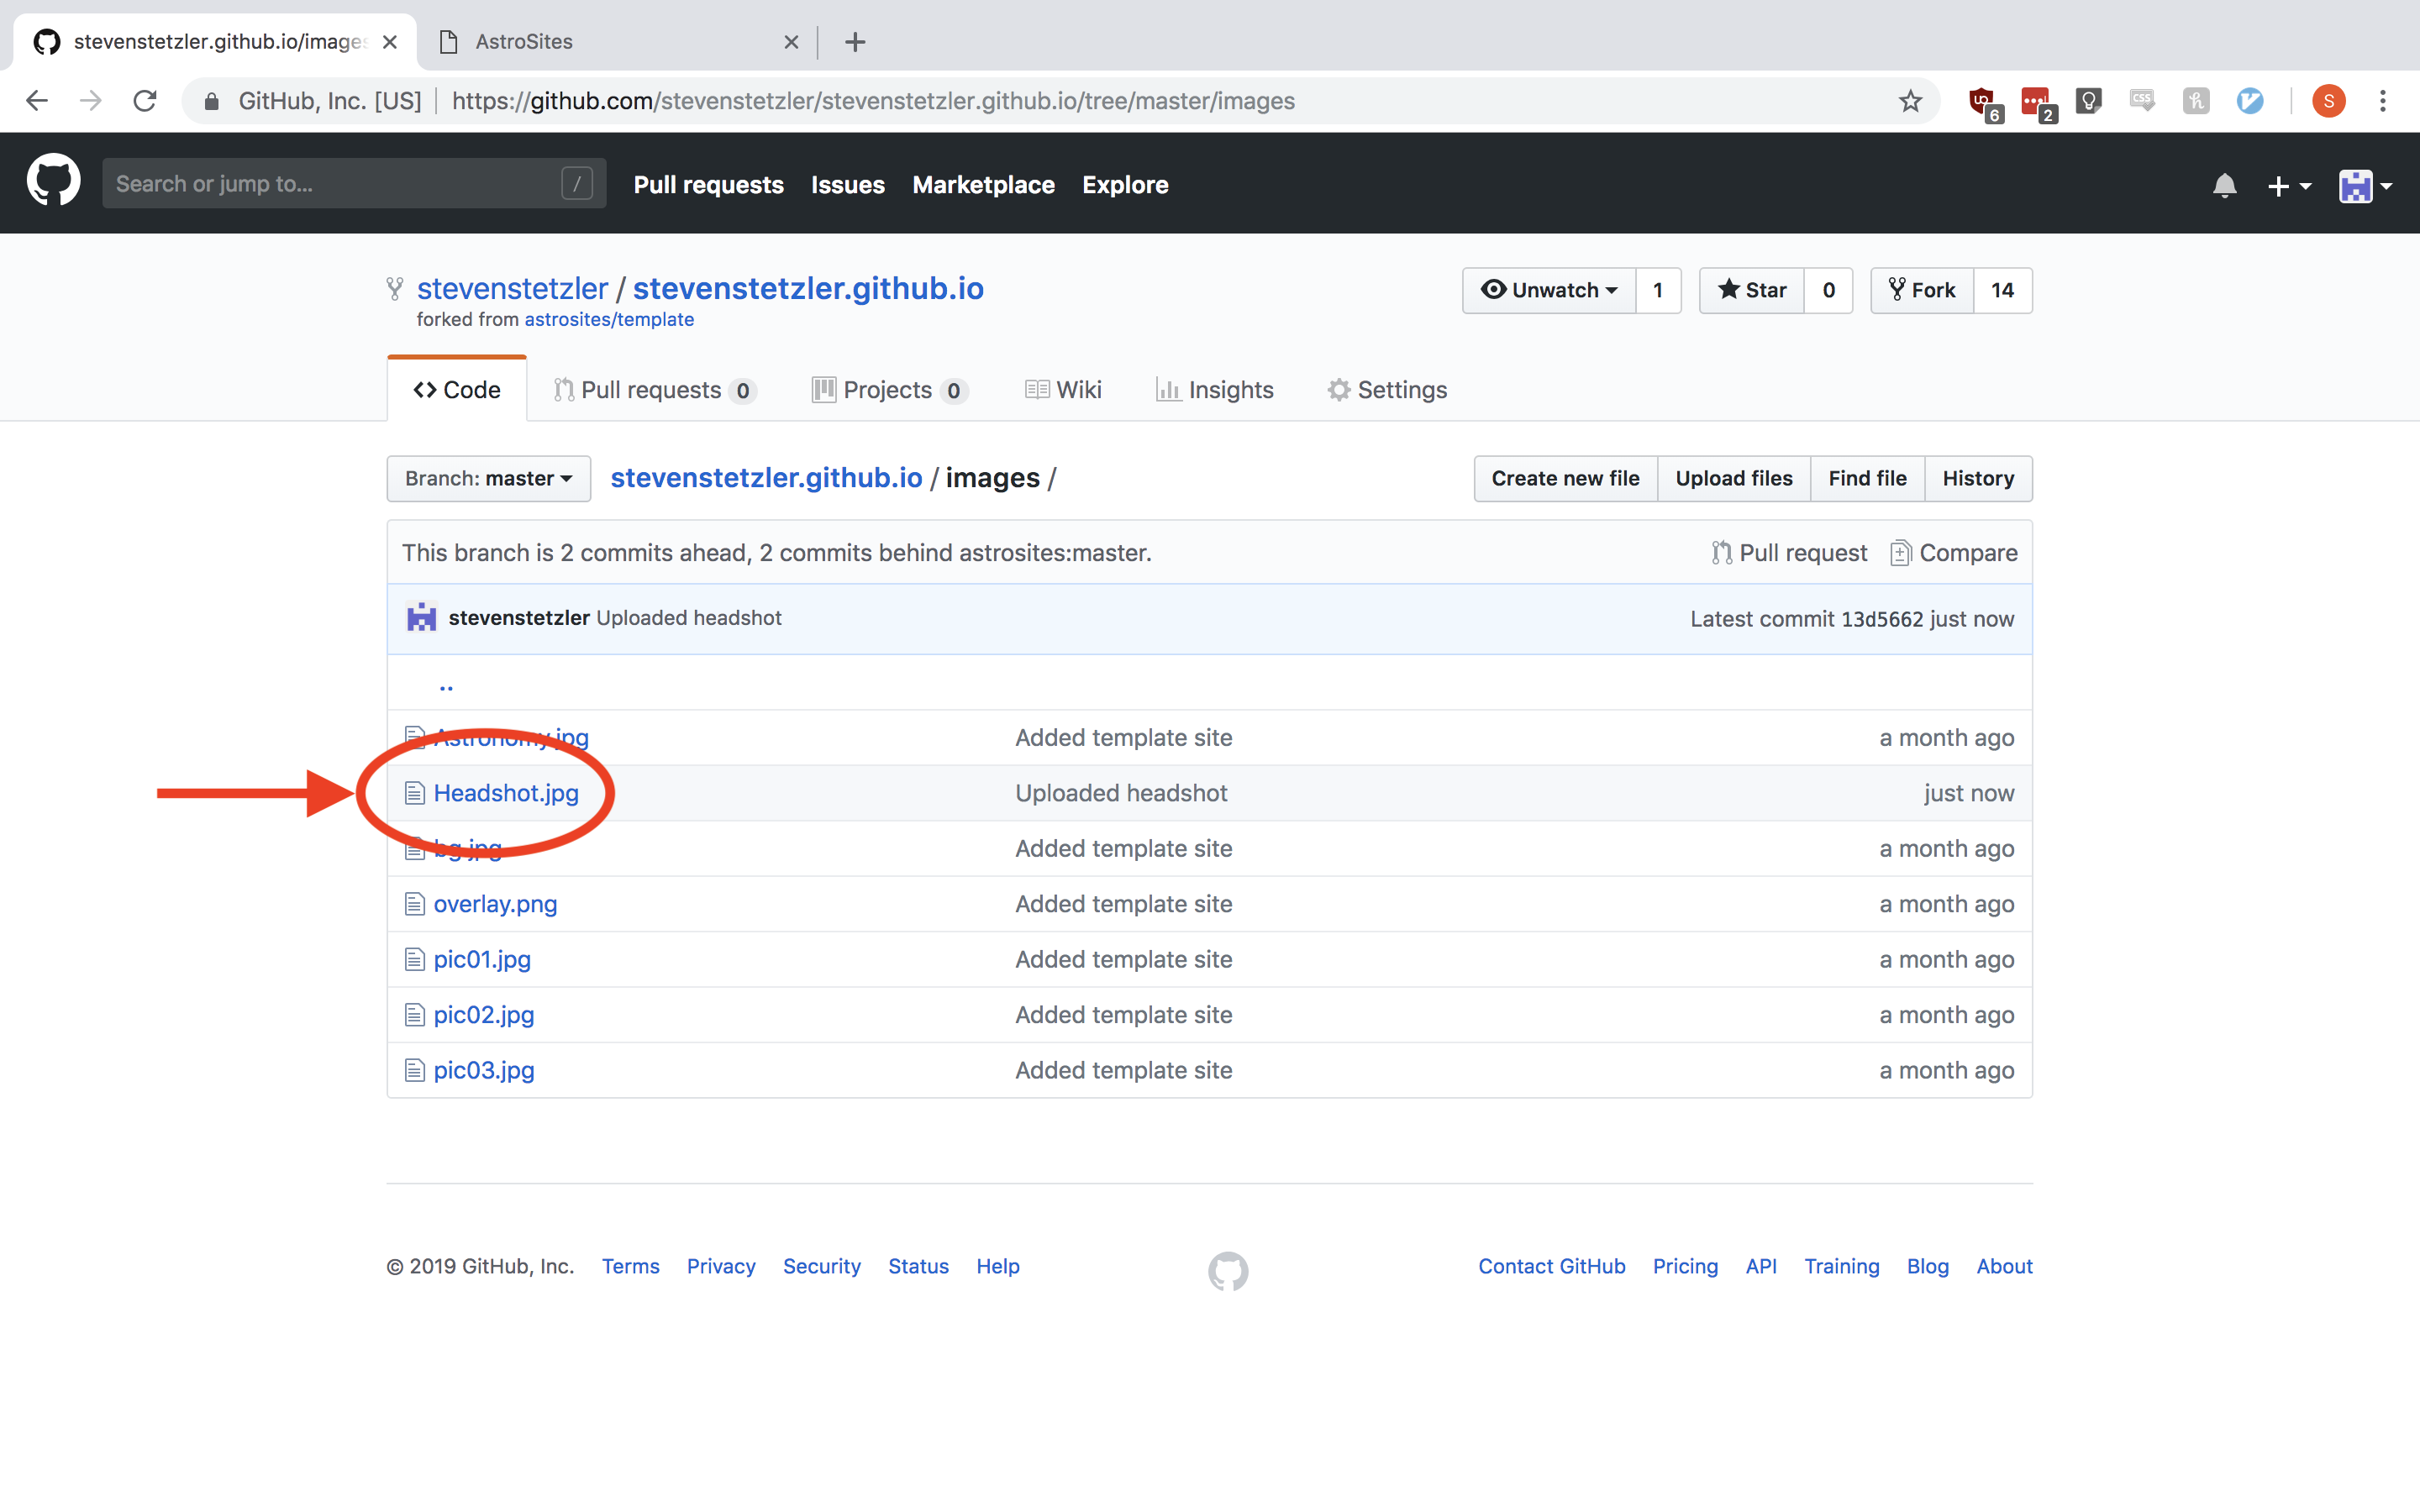 stevenstetzler.github.io/images
AstroSites
GitHub, Inc. [US] https://github.com/stevenstetzler/stevenstetzler.github.io/tree/master/images
6
2
CSS
S
Search or jump to...
/
Pull requests Issues Marketplace Explore
stevenstetzler / stevenstetzler.github.io
Unwatch 1 Star 0 Fork 14
forked from astrosites/template
Code Pull requests 0 Projects 0 Wiki Insights Settings
Branch: master stevenstetzler.github.io / images /
Create new file Upload files Find file History
This branch is 2 commits ahead, 2 commits behind astrosites:master.
Pull request Compare
stevenstetzler Uploaded headshot
Latest commit 13d5662 just now
..
Astronomy.jpg Added template site a month ago
Headshot.jpg Uploaded headshot just now
bg.jpg Added template site a month ago
overlay.png Added template site a month ago
pic01.jpg Added template site a month ago
pic02.jpg Added template site a month ago
pic03.jpg Added template site a month ago
© 2019 GitHub, Inc. Terms Privacy Security Status Help
Contact GitHub Pricing API Training Blog About